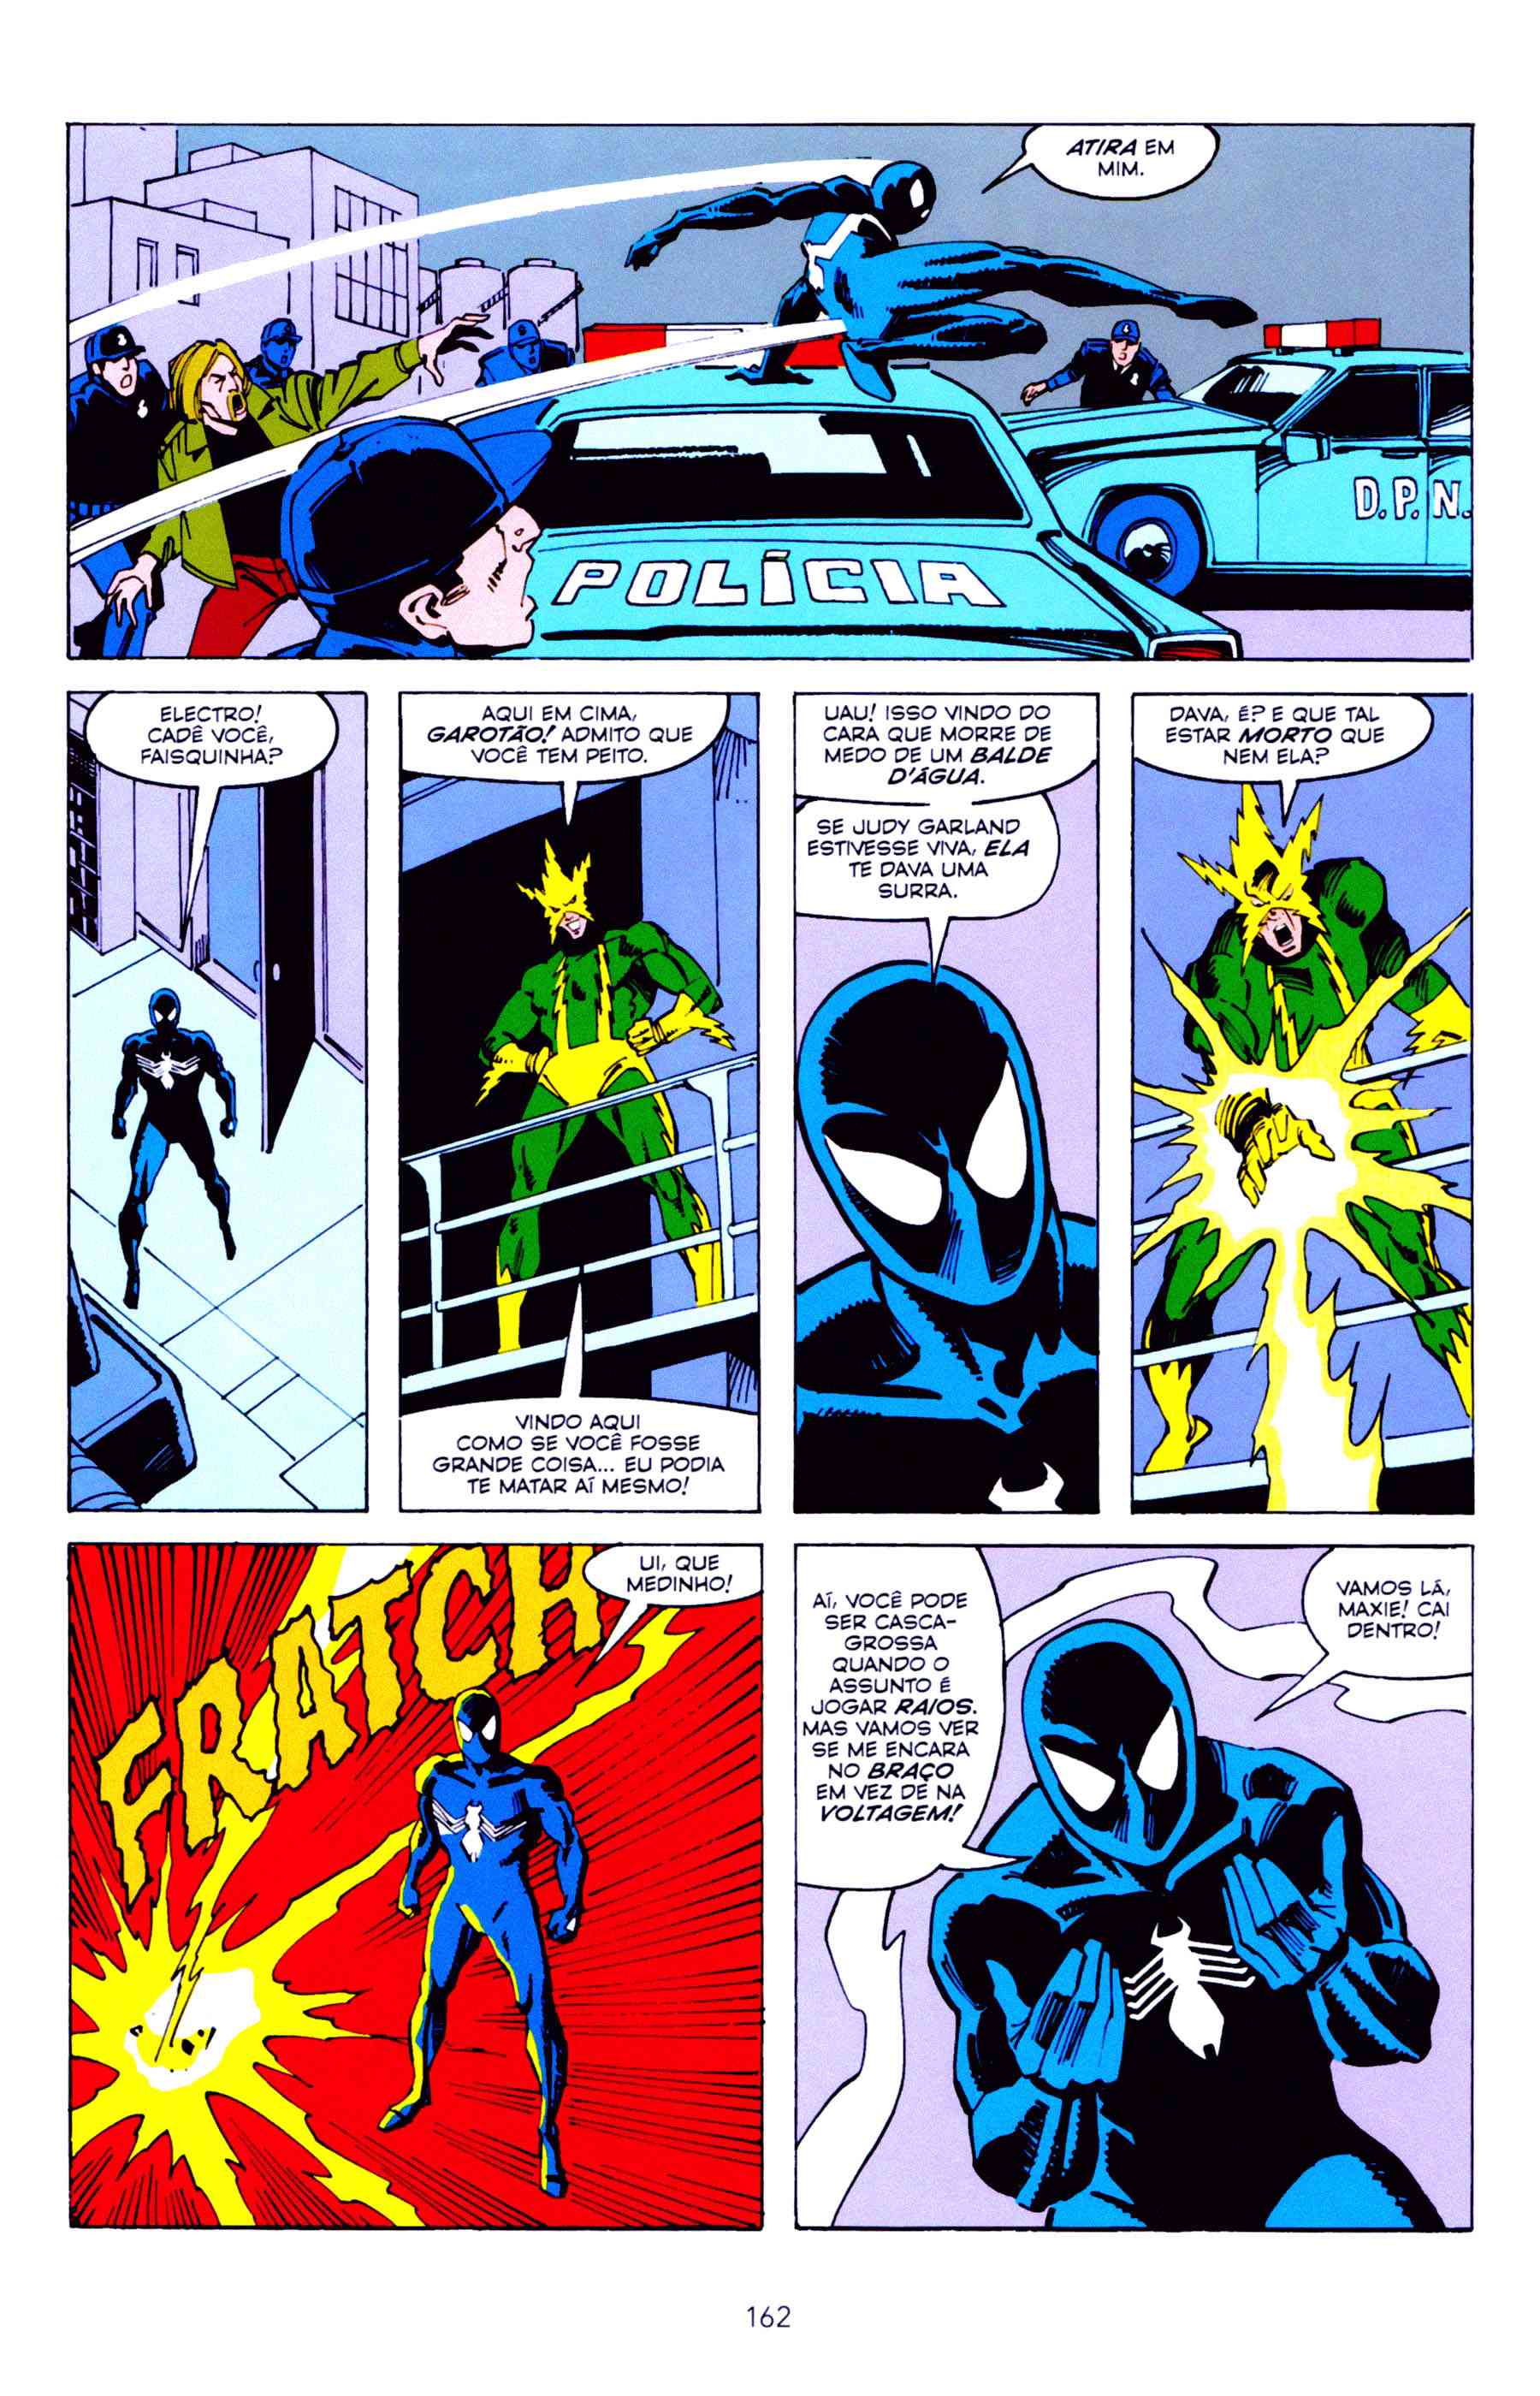 ATIRA EM
MIM.
POLÍCIA
D.P.N.
ELECTRO!
CADÊ VOCÊ,
FAISQUINHA?
AQUI EM CIMA,
GAROTÃO! ADMITO QUE
VOCÊ TEM PEITO.
VINDO AQUI
COMO SE VOCÊ FOSSE
GRANDE COISA... EU PODIA
TE MATAR AÍ MESMO!
UAU! ISSO VINDO DO
CARA QUE MORRE DE
MEDO DE UM BALDE
D'ÁGUA.
SE JUDY GARLAND
ESTIVESSE VIVA, ELA
TE DAVA UMA
SURRA.
DAVA, É? E QUE TAL
ESTAR MORTO QUE
NEM ELA?
FRATCH
UI, QUE
MEDINHO!
AÍ, VOCÊ PODE
SER CASCA-
GROSSA
QUANDO O
ASSUNTO É
JOGAR RAIOS.
MAS VAMOS VER
SE ME ENCARA
NO BRAÇO
EM VEZ DE NA
VOLTAGEM!
VAMOS LÁ,
MAXIE! CAI
DENTRO!
162